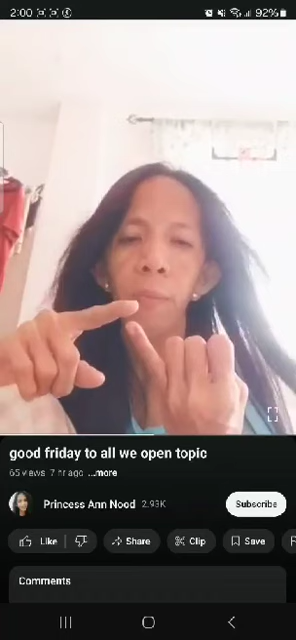 2:00 92%
good friday to all we open topic
65 views 7 hr ago ...more
Princess Ann Nood 2.93K Subscribe
Like Share Clip Save
Comments